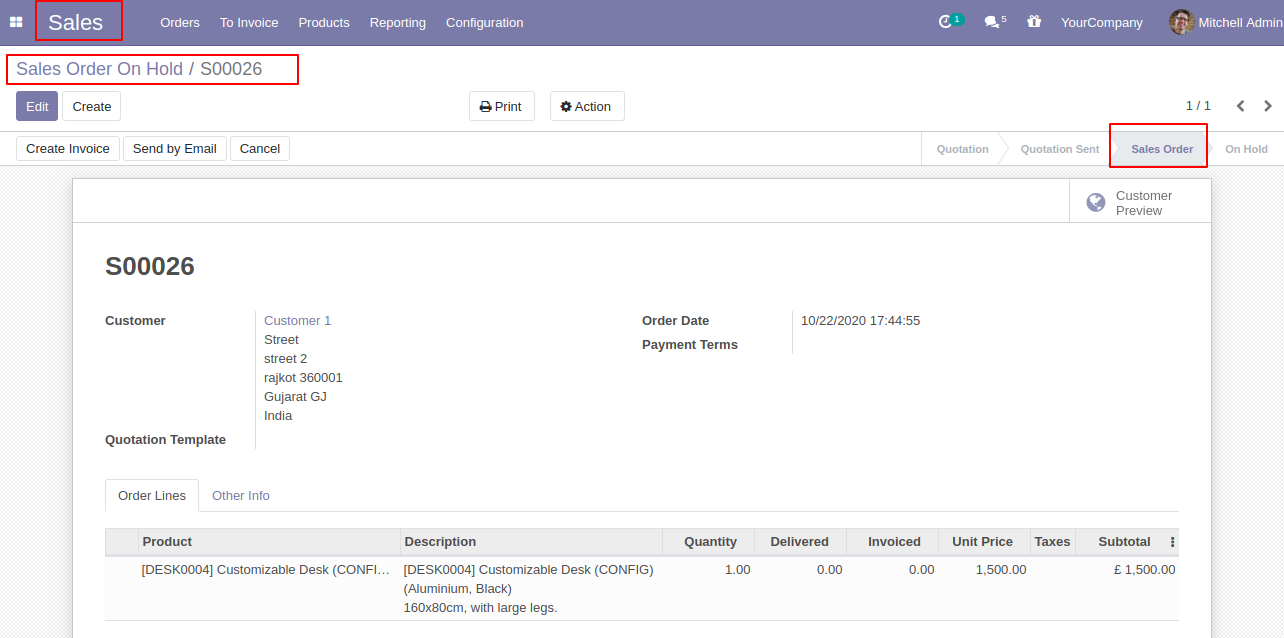 Sales Orders To Invoice Products Reporting Configuration 1 5 YourCompany Mitchell Admin
Sales Order On Hold / S00026
Edit Create Print Action 1 / 1
Create Invoice Send by Email Cancel Quotation Quotation Sent Sales Order On Hold
Customer
Preview
S00026
Customer Customer 1 Order Date 10/22/2020 17:44:55
Street
Payment Terms
street 2
rajkot 360001
Gujarat GJ
India
Quotation Template
Order Lines Other Info
Product Description Quantity Delivered Invoiced Unit Price Taxes Subtotal
[DESK0004] Customizable Desk (CONFI... [DESK0004] Customizable Desk (CONFIG) 1.00 0.00 0.00 1,500.00 £ 1,500.00
(Aluminium, Black)
160x80cm, with large legs.